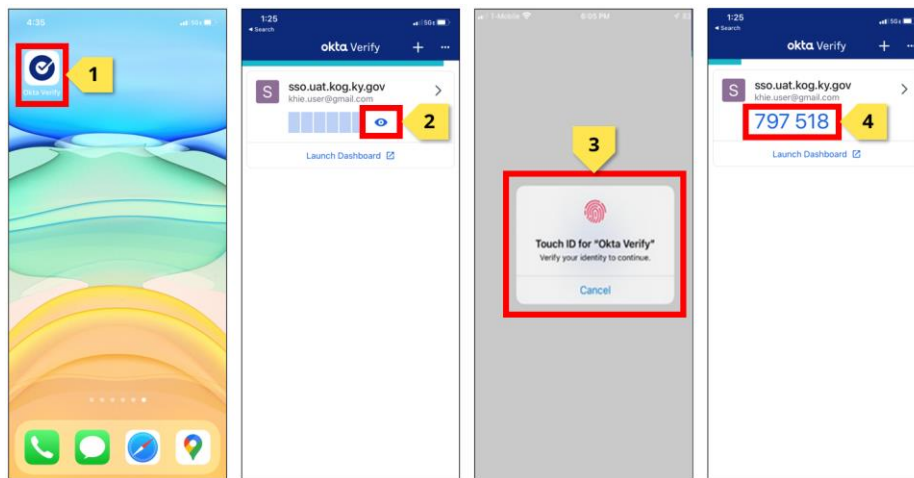 4:35
5G
Okta Verify
1
1:25
5G
Search
okta Verify
S
sso.uat.kog.ky.gov
khie.user@gmail.com
2
Launch Dashboard
T-Mobile
6:05 PM
3
Touch ID for "Okta Verify"
Verify your identity to continue.
Cancel
1:25
5G
Search
okta Verify
S
sso.uat.kog.ky.gov
khie.user@gmail.com
797 518
4
Launch Dashboard